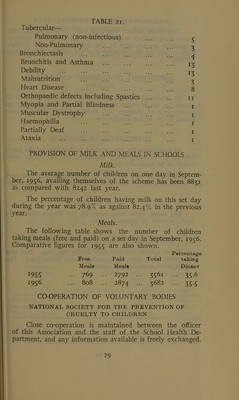 TABLE 21.
Tubercular—
Pulmonary (non-infectious) 5
Non-Pulmonary ... ... 3
Bronchiectasis ... ... ... 4
Bronchitis and Asthma ... ... 15
Debility ... ... ... 13
Malnutrition ... ... ... 3
Heart Disease ... ... ... 8
Orthopaedic defects including Spastics ... 11
Myopia and Partial Blindness ... 1
Muscular Dystrophy ... ... 1
Haemophilia ... ... ... 1
Partially Deaf ... ... ... 1
Ataxia ... ... ... ... 1
PROVISION OF MILK AND MEALS IN SCHOOLS
Milk.
The average number of children on one day in Septem-
ber, 1956, availing themselves of the scheme has been 8831
as compared with 8242 last year.
The percentage of children having milk on this set day
during the year was 78.9% as against 82.4% in the previous
year.
Meals.
The following table shows the number of children
taking meals (free and paid) on a set day in September, 1956.
Comparative figures for 1955 are also shown.
Free Meals Paid Meals Total Percentage taking Dinner
1955 ... 769 ... 2792 ... 3561 ... 35.6
1956 ... 808 ... 2874 ... 3682 ... 35.5
CO-OPERATION OF VOLUNTARY BODIES
NATIONAL SOCIETY FOR THE PREVENTION OF
CRUELTY TO CHILDREN
Close co-operation is maintained between the officer
of this Association and the staff of the School Health De-
partment, and any information available is freely exchanged.
29